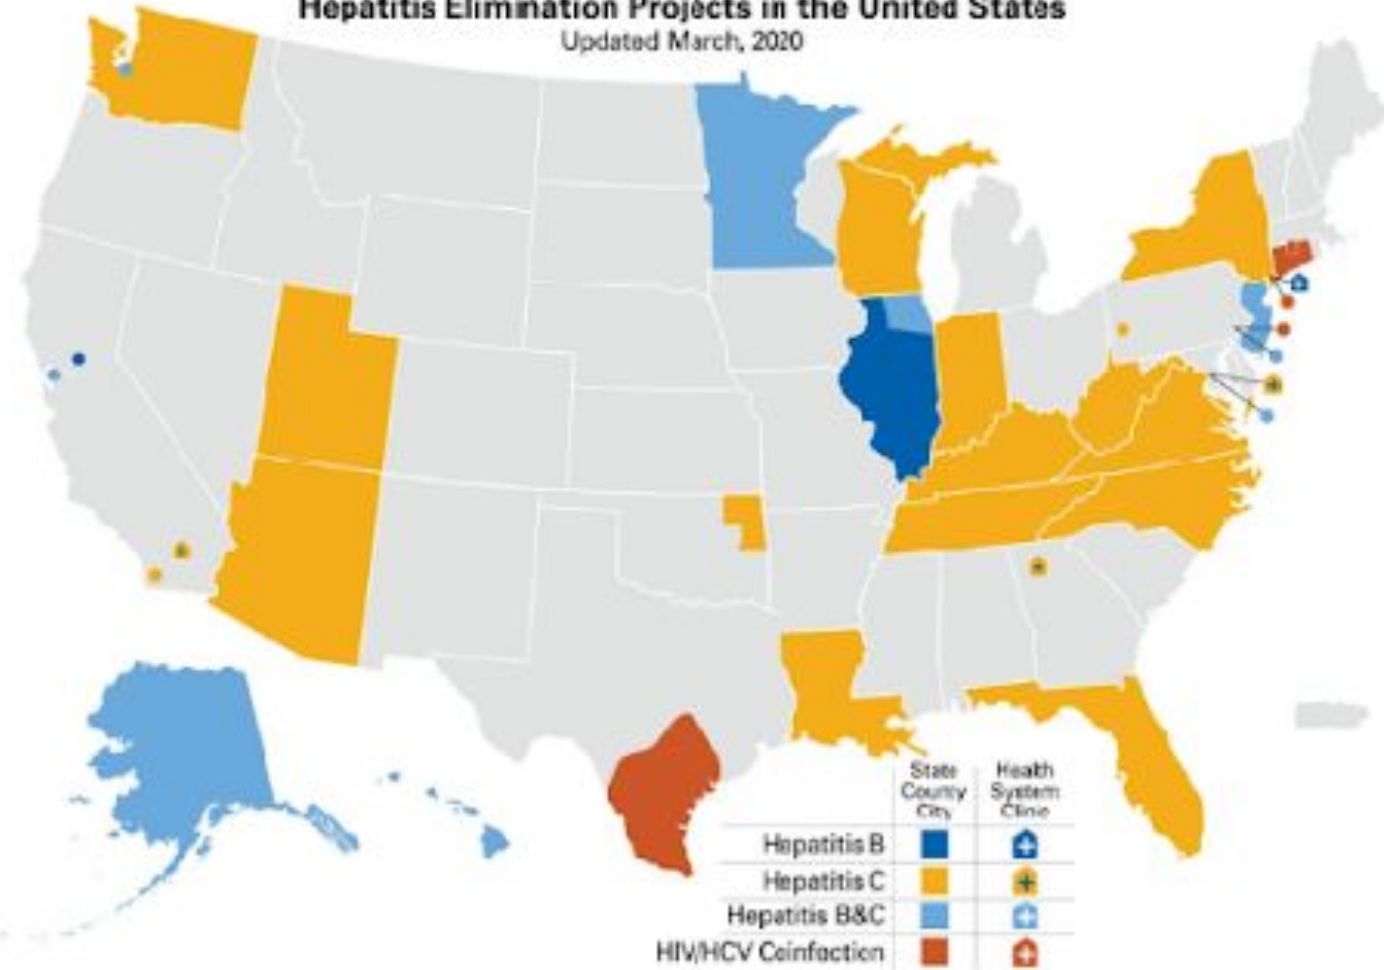 Hepatitis Elimination Projects in the United States
Updated March, 2020
State County City
Health System Clinic
Hepatitis B
Hepatitis C
Hepatitis B&C
HIV/HCV Coinfection